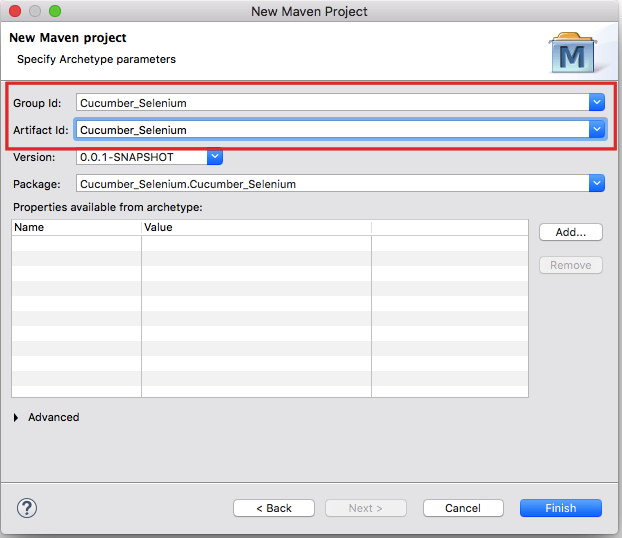 New Maven Project
New Maven project
Specify Archetype parameters
M
Group Id: Cucumber_Selenium
Artifact Id: Cucumber_Selenium
Version: 0.0.1-SNAPSHOT
Package: Cucumber_Selenium.Cucumber_Selenium
Properties available from archetype:
Name Value
Add...
Remove
Advanced
? < Back Next > Cancel Finish